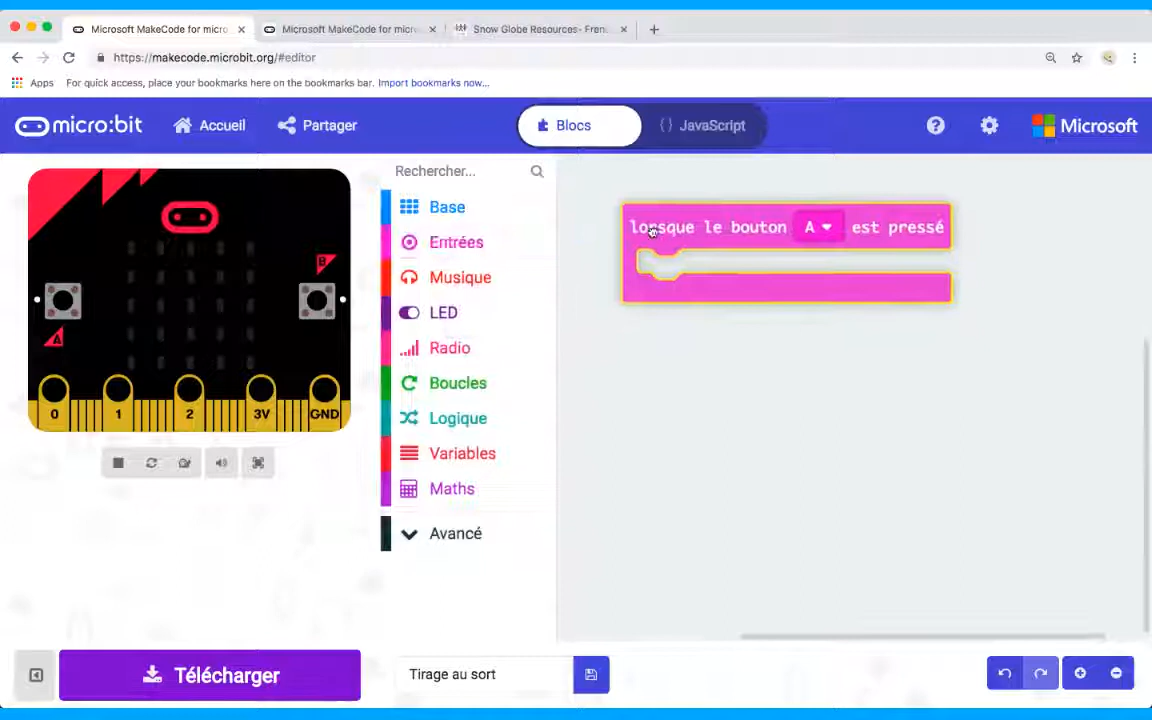 Microsoft MakeCode for micro
Microsoft MakeCode for micro
Snow Globe Resources- Fren
https://makecode.microbit.org/#editor
Apps For quick access, place your bookmarks here on the bookmarks bar. Import bookmarks now...
micro:bit Accueil Partager Blocs {} JavaScript Microsoft
Rechercher...
Base
Entrées
Musique
LED
Radio
Boucles
Logique
Variables
Maths
Avancé
lorsque le bouton A est pressé
B
A
0 1 2 3V GND
Télécharger
Tirage au sort